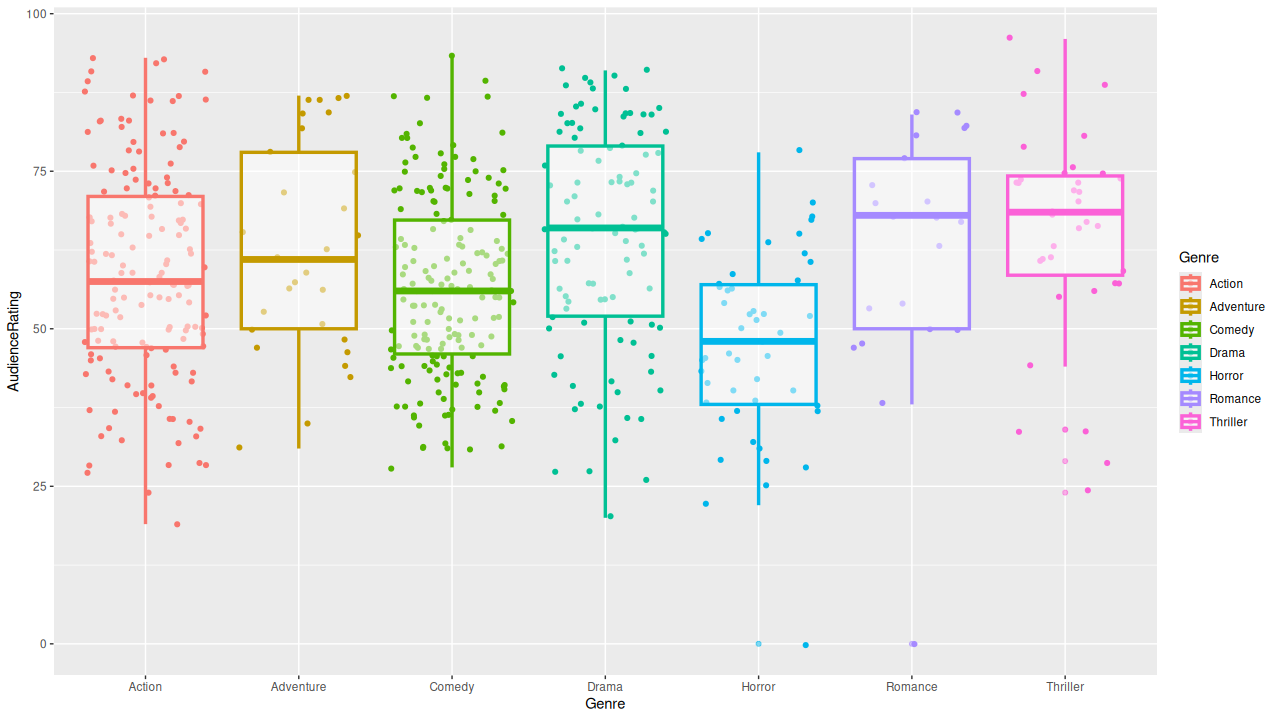 100
75
50
25
0
AudienceRating
Action
Adventure
Comedy
Drama
Horror
Romance
Thriller
Genre
Genre
Action
Adventure
Comedy
Drama
Horror
Romance
Thriller